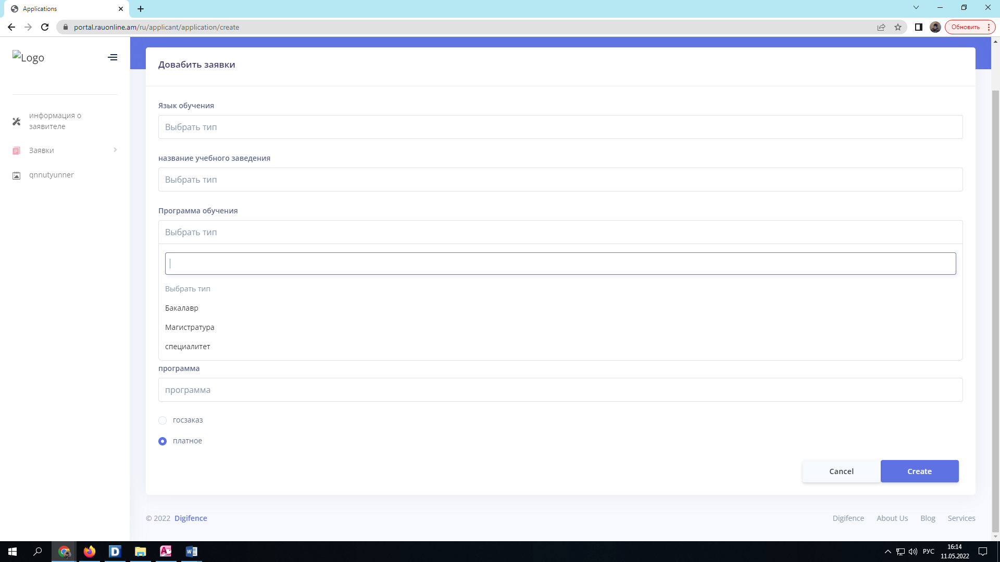 Applications
portal.rauonline.am/ru/applicant/application/create
Обновить
Logo
информация о
заявителе
Заявки
qnnutyunner
Довабить заявки
Язык обучения
Выбрать тип
название учебного заведения
Выбрать тип
Программа обучения
Выбрать тип
Выбрать тип
Бакалавр
Магистратура
специалитет
программа
программа
госзаказ
платное
Cancel
Create
© 2022 Digifence
Digifence
About Us
Blog
Services
РУС
16:14
11.05.2022